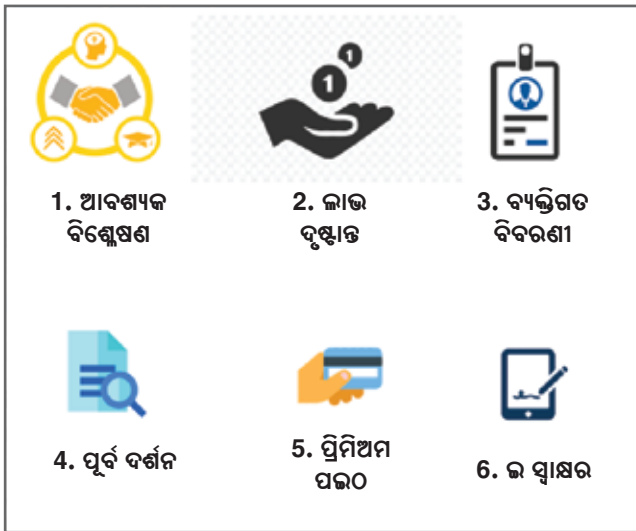 1. ଆବଶ୍ୟକ
ବିଶ୍ଳେଷଣ
2. ଲାଭ
ଦୃଷ୍ଟାନ୍ତ
3. ବ୍ୟକ୍ତିଗତ
ବିବରଣୀ
4. ପୂର୍ବ ଦର୍ଶନ
5. ପ୍ରିମିଅମ
ପଇଠ
6. ଇ ସ୍ୱାକ୍ଷର